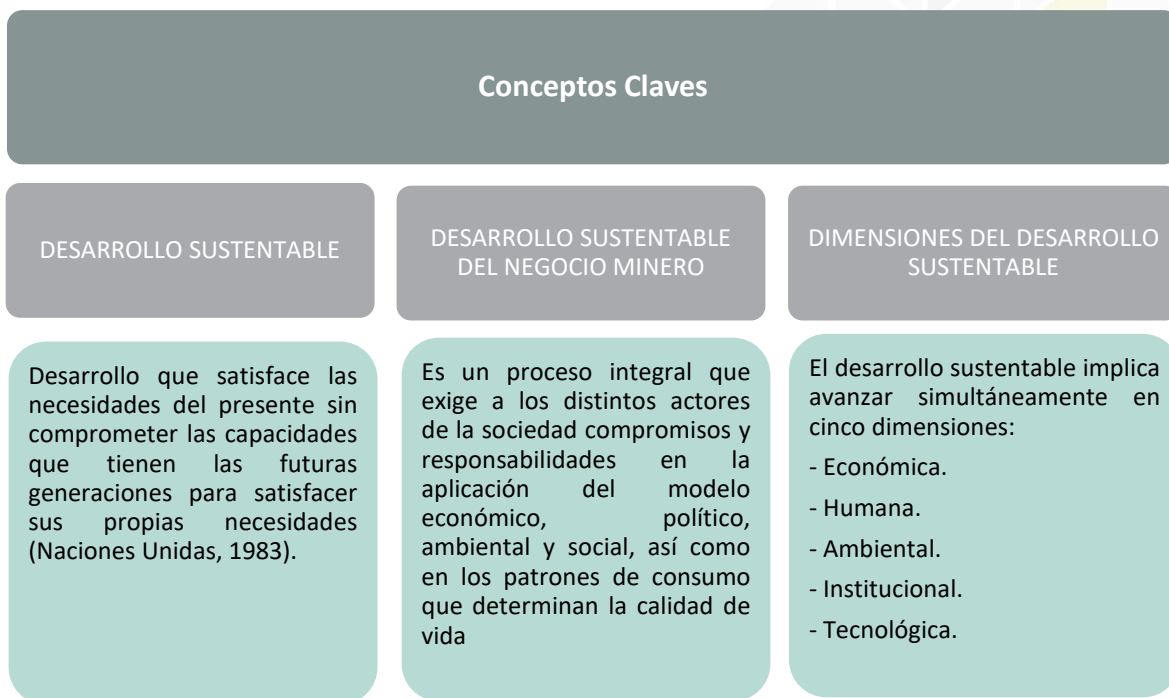 Conceptos Claves
DESARROLLO SUSTENTABLE
Desarrollo que satisface las
necesidades del presente sin
comprometer las capacidades
que tienen las futuras
generaciones para satisfacer
sus propias necesidades
(Naciones Unidas, 1983).
DESARROLLO SUSTENTABLE
DEL NEGOCIO MINERO
Es un proceso integral que
exige a los distintos actores
de la sociedad compromisos y
responsabilidades en la
aplicación del modelo
económico, político,
ambiental y social, así como
en los patrones de consumo
que determinan la calidad de
vida
DIMENSIONES DEL DESARROLLO
SUSTENTABLE
El desarrollo sustentable implica
avanzar simultáneamente en
cinco dimensiones:
- Económica.
- Humana.
- Ambiental.
- Institucional.
- Tecnológica.